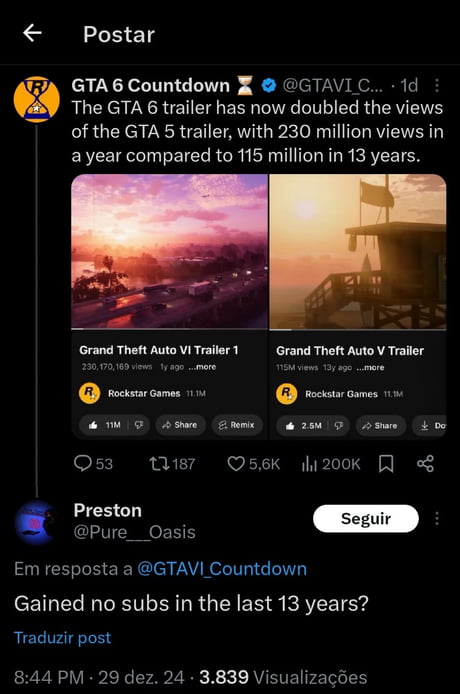 Postar
GTA 6 Countdown ⏳ @GTAVI_C... · 1d
The GTA 6 trailer has now doubled the views
of the GTA 5 trailer, with 230 million views in
a year compared to 115 million in 13 years.
Grand Theft Auto VI Trailer 1
230,170,169 views 1y ago ...more
R
Rockstar Games 11.1M
11M Share Remix
Grand Theft Auto V Trailer
115M views 13y ago ...more
R
Rockstar Games 11.1M
2.5M Share Do
53 187 5,6K 200K
Preston
@Pure___Oasis
Seguir
Em resposta a @GTAVI_Countdown
Gained no subs in the last 13 years?
Traduzir post
8:44 PM · 29 dez. 24 · 3.839 Visualizações